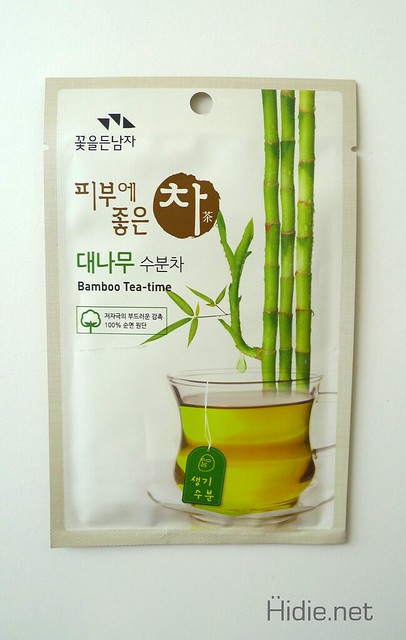 꽃을든남자
피부에
좋은
차
茶
대나무 수분차
Bamboo Tea-time
저자극의 부드러운 감촉
100% 순면 원단
생기
수분
Hidie.net